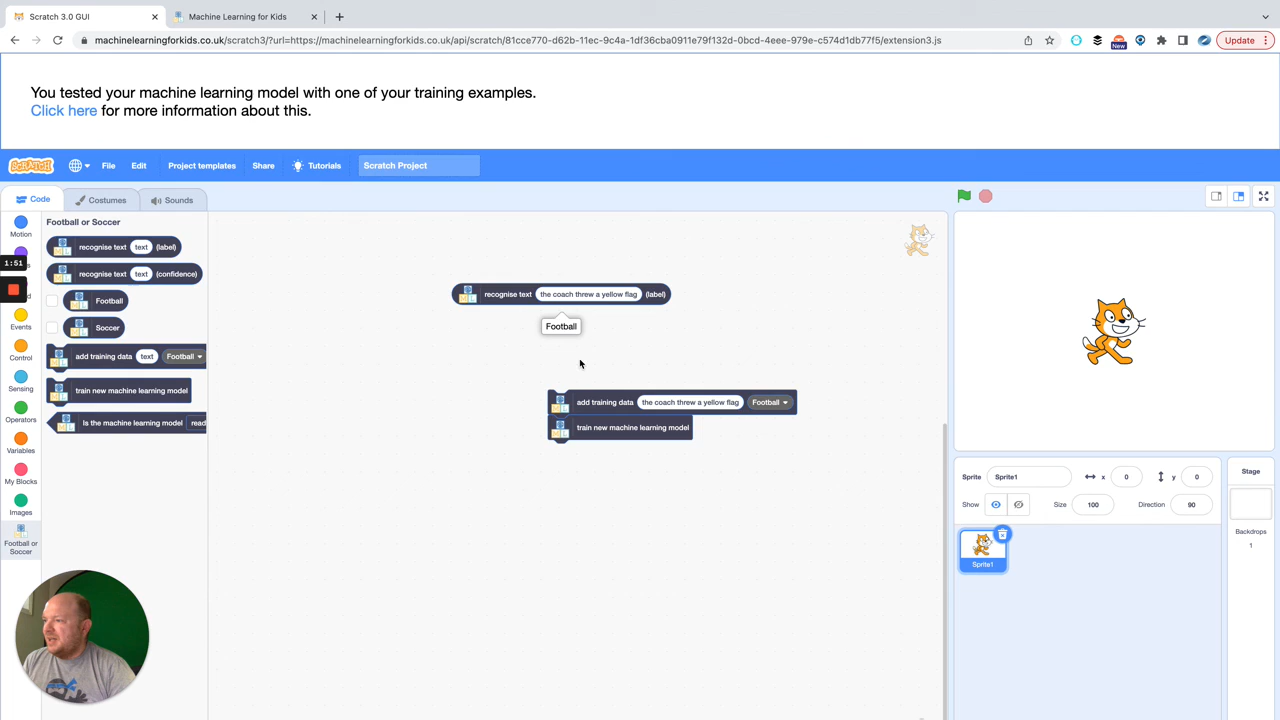 Scratch 3.0 GUI
Machine Learning for Kids
machinelearningforkids.co.uk/scratch3/?url=https://machinelearningforkids.co.uk/api/scratch/81cce770-d62b-11ec-9c4a-1df36cba0911e79f132d-0bcd-4eee-979e-c574d1db77f5/extension3.js
New
Update
You tested your machine learning model with one of your training examples.
Click here for more information about this.
SCRATCH
File
Edit
Project templates
Share
Tutorials
Scratch Project
Code
Costumes
Sounds
Motion
1:51
Events
Control
Sensing
Operators
Variables
My Blocks
Images
Football or
Soccer
Football or Soccer
recognise text text (label)
recognise text text (confidence)
Football
Soccer
add training data text Football
train new machine learning model
Is the machine learning model read
recognise text the coach threw a yellow flag (label)
Football
add training data the coach threw a yellow flag Football
train new machine learning model
Sprite
Sprite1
x
0
y
0
Show
Size
100
Direction
90
Sprite1
Stage
Backdrops
1